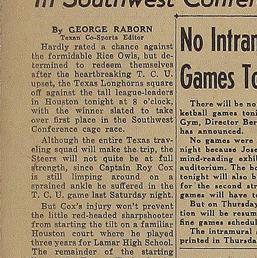 in Southwest Confer
By GEORGE RABORN
Texan Co-Sports Editor
Hardly rated a chance against
the formidable Rice Owls, but de-
termined to redeem themselves
after the heartbreaking T. C. U.
upset, the Texas Longhorns square
off against the tall league-leaders
in Houston tonight at 8 o'clock,
with the winner slated to take
over first place in the Southwest
Conference cage race.
Although the entire Texas trav-
eling squad will make the trip, the
Steers will not quite be at full
strength, since Captain Roy Cox
is still limping around on a
sprained ankle he suffered in the
T. C. U. game last Saturday night.
But Cox's injury won't prevent
the little red-headed sharpshooter
from starting the tilt on a familiar
Houston court where he played
three years for Lamar High School.
The remainder of the starting
No Intram
Games To
There will be no
ketball games toni
Gym, Director Ber
has announced.
No games were
night because Jose
mind-reading exhib
auditorium. The bo
tonight will also b
for the second str
games will have t
But on Thursday
tion will be resum
fine games schedul
The intramural
printed in Thursda